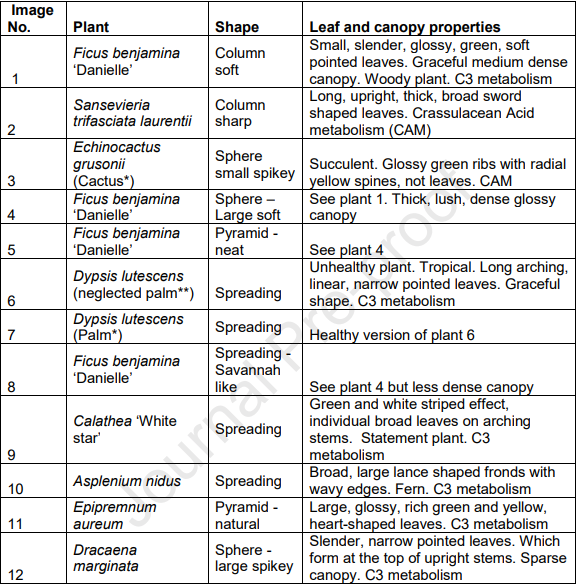 Image No. Plant Shape Leaf and canopy properties
1 Ficus benjamina ‘Danielle’ Column soft Small, slender, glossy, green, soft pointed leaves. Graceful medium dense canopy. Woody plant. C3 metabolism
2 Sansevieria trifasciata laurentii Column sharp Long, upright, thick, broad sword shaped leaves. Crassulacean Acid metabolism (CAM)
3 Echinocactus grusonii (Cactus*) Sphere small spikey Succulent. Glossy green ribs with radial yellow spines, not leaves. CAM
4 Ficus benjamina ‘Danielle’ Sphere – Large soft See plant 1. Thick, lush, dense glossy canopy
5 Ficus benjamina ‘Danielle’ Pyramid - neat See plant 4
6 Dypsis lutescens (neglected palm**) Spreading Unhealthy plant. Tropical. Long arching, linear, narrow pointed leaves. Graceful shape. C3 metabolism
7 Dypsis lutescens (Palm*) Spreading Healthy version of plant 6
8 Ficus benjamina ‘Danielle’ Spreading - Savannah like See plant 4 but less dense canopy
9 Calathea ‘White star’ Spreading Green and white striped effect, individual broad leaves on arching stems. Statement plant. C3 metabolism
10 Asplenium nidus Spreading Broad, large lance shaped fronds with wavy edges. Fern. C3 metabolism
11 Epipremnum aureum Pyramid - natural Large, glossy, rich green and yellow, heart-shaped leaves. C3 metabolism
12 Dracaena marginata Sphere - large spikey Slender, narrow pointed leaves. Which form at the top of upright stems. Sparse canopy. C3 metabolism
Journal Pre-proof